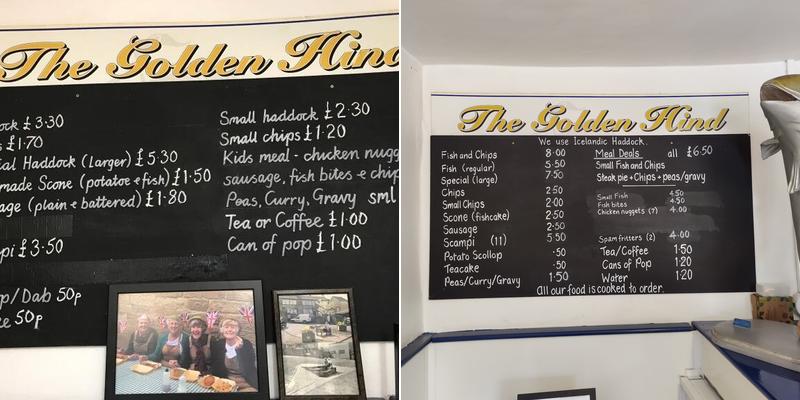 The Golden Hind
ock £3·30
s £1·70
ial Haddock (larger) £5·30
made Scone (potato & fish) £1·50
age (plain & battered) £1·80
mpi £3·50
p/Dab 50p
ee 50p
Small haddock £2·30
Small chips £1·20
Kids meal - chicken nugg
sausage, fish bites & chip
Peas, Curry, Gravy sml
Tea or Coffee £1·00
Can of pop £1·00
The Golden Hind
We use Icelandic Haddock.
Fish and Chips 8·00
Fish (regular) 5·50
Special (large) 7·50
Chips 2·50
Small Chips 2·00
Scone (fishcake) 2·50
Sausage 2·50
Scampi (11) 5·50
Potato Scollop ·50
Teacake ·50
Peas/Curry/Gravy 1·50
Meal Deals all £6·50
Small Fish and Chips
Steak pie + Chips + peas/gravy
Small Fish 4·50
Fish bites 4·50
Chicken nuggets (7) 4·00
Spam fritters (2) 4·00
Tea/Coffee 1·50
Cans of Pop 1·20
Water 1·20
All our food is cooked to order.